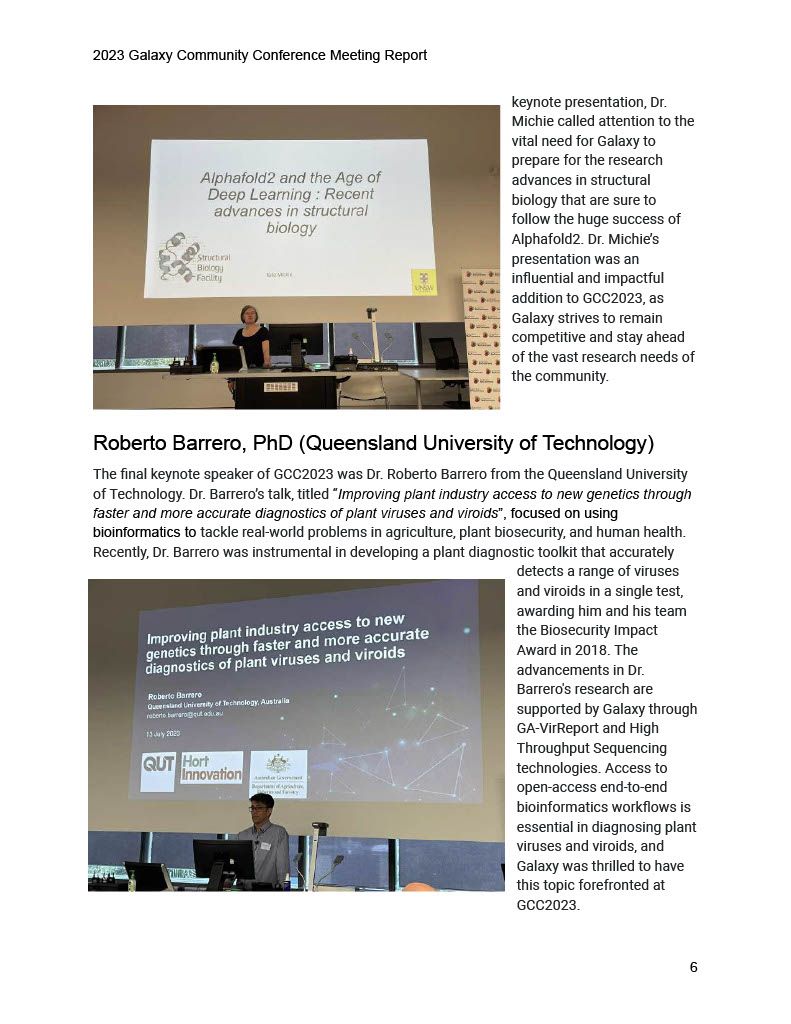 2023 Galaxy Community Conference Meeting Report
Alphafold2 and the Age of
Deep Learning : Recent
advances in structural
biology
Structural
Biology
Facility
Kate Michie
UNSW
keynote presentation, Dr.
Michie called attention to the
vital need for Galaxy to
prepare for the research
advances in structural
biology that are sure to
follow the huge success of
Alphafold2. Dr. Michie’s
presentation was an
influential and impactful
addition to GCC2023, as
Galaxy strives to remain
competitive and stay ahead
of the vast research needs of
the community.
Roberto Barrero, PhD (Queensland University of Technology)
The final keynote speaker of GCC2023 was Dr. Roberto Barrero from the Queensland University
of Technology. Dr. Barrero’s talk, titled “Improving plant industry access to new genetics through
faster and more accurate diagnostics of plant viruses and viroids”, focused on using
bioinformatics to tackle real-world problems in agriculture, plant biosecurity, and human health.
Recently, Dr. Barrero was instrumental in developing a plant diagnostic toolkit that accurately
detects a range of viruses
and viroids in a single test,
awarding him and his team
the Biosecurity Impact
Award in 2018. The
advancements in Dr.
Barrero's research are
supported by Galaxy through
GA-VirReport and High
Throughput Sequencing
technologies. Access to
open-access end-to-end
bioinformatics workflows is
essential in diagnosing plant
viruses and viroids, and
Galaxy was thrilled to have
this topic forefronted at
GCC2023.
Improving plant industry access to new
genetics through faster and more accurate
diagnostics of plant viruses and viroids
Roberto Barrero
Queensland University of Technology, Australia
roberto.barrero@qut.edu.au
13 July 2023
QUT
Hort
Innovation
Australian Government
Department of Agriculture,
Fisheries and Forestry
6